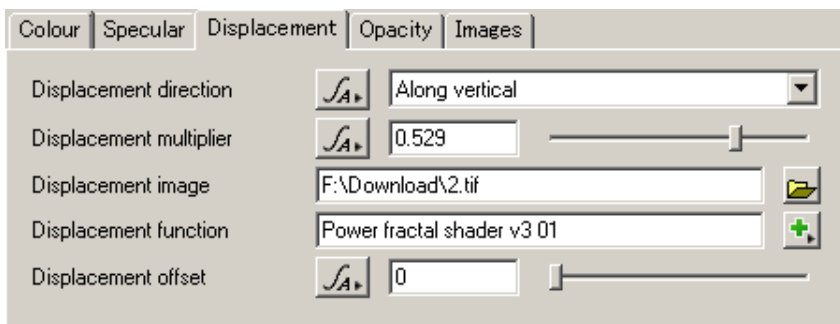 Colour Specular Displacement Opacity Images
Displacement direction Along vertical
Displacement multiplier 0.529
Displacement image F:\Download\2.tif
Displacement function Power fractal shader v3 01
Displacement offset 0